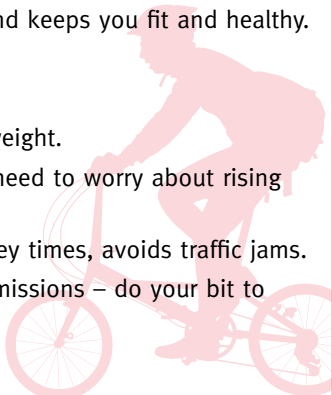 nd keeps you fit and healthy.
eight.
need to worry about rising
ey times, avoids traffic jams.
missions – do your bit to